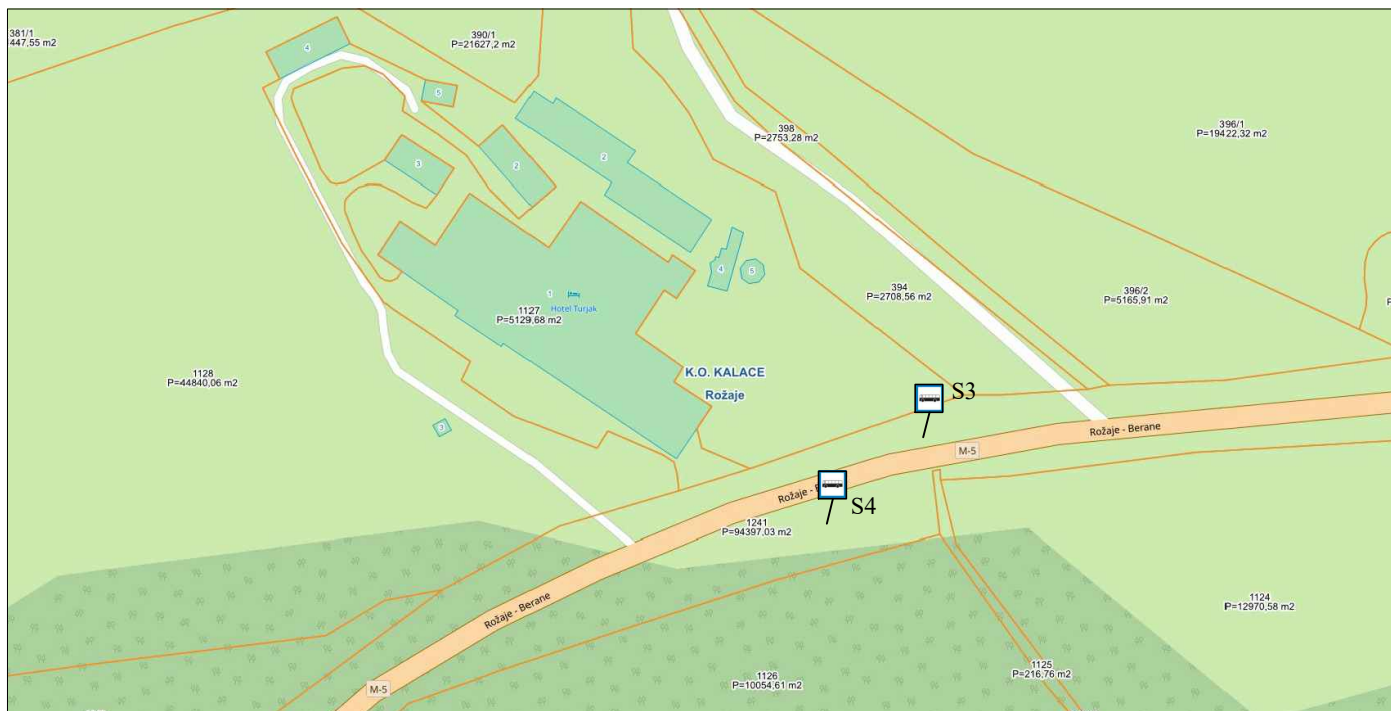 381/1
447,55 m2
390/1
P=21627,2 m2
4
5
398
P=2753,28 m2
396/1
P=19422,32 m2
3
2
2
4
5
394
P=2708,56 m2
396/2
P=5165,91 m2
1
Hotel Turjak
1127
P=5129,68 m2
K.O. KALACE
Rožaje
1128
P=44840,06 m2
S3
3
Rožaje - Berane
M-5
Rožaje - B
S4
1241
P=94397,03 m2
Rožaje - Berane
1124
P=12970,58 m2
1125
P=216,76 m2
1126
P=10054,61 m2
M-5